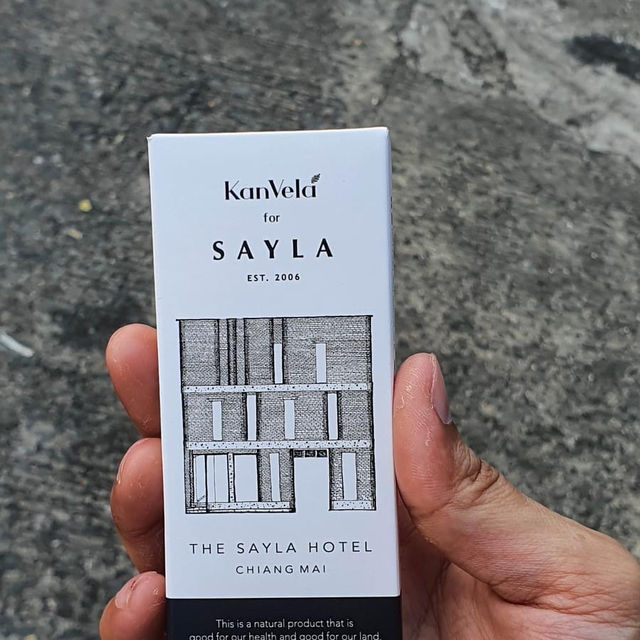 KanVela
for
SAYLA
EST. 2006
THE SAYLA HOTEL
CHIANG MAI
This is a natural product that is
good for our health and good for our land.